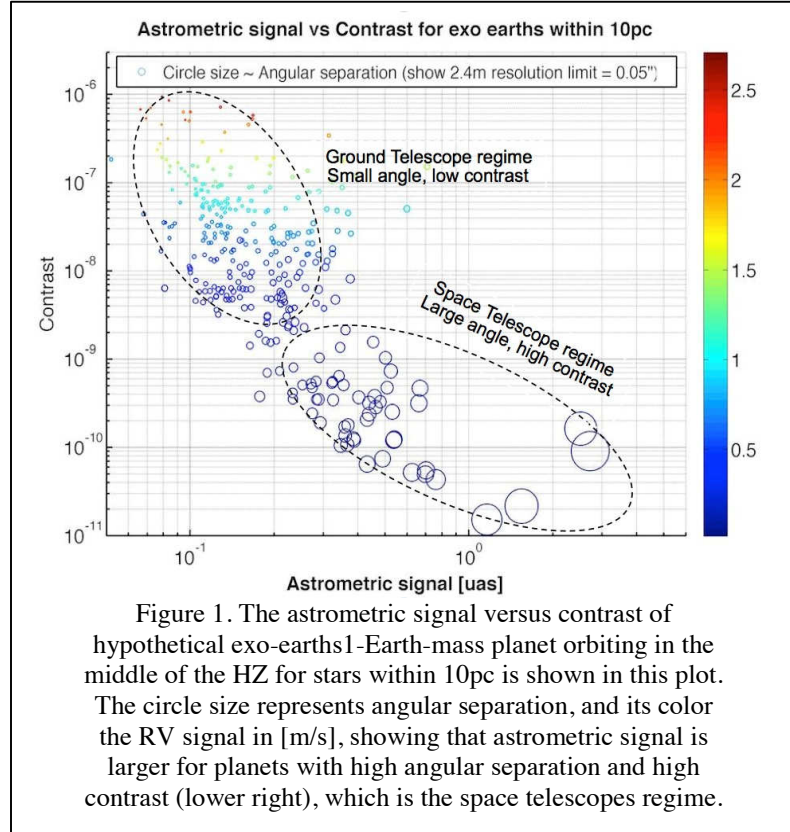 Astrometric signal vs Contrast for exo earths within 10pc
Circle size ~ Angular separation (show 2.4m resolution limit = 0.05")
Ground Telescope regime
Small angle, low contrast
Space Telescope regime
Large angle, high contrast
Contrast
10⁻⁶
10⁻⁷
10⁻⁸
10⁻⁹
10⁻¹⁰
10⁻¹¹
10⁻¹
10⁰
Astrometric signal [uas]
2.5
2
1.5
1
0.5
Figure 1. The astrometric signal versus contrast of
hypothetical exo-earths1-Earth-mass planet orbiting in the
middle of the HZ for stars within 10pc is shown in this plot.
The circle size represents angular separation, and its color
the RV signal in [m/s], showing that astrometric signal is
larger for planets with high angular separation and high
contrast (lower right), which is the space telescopes regime.